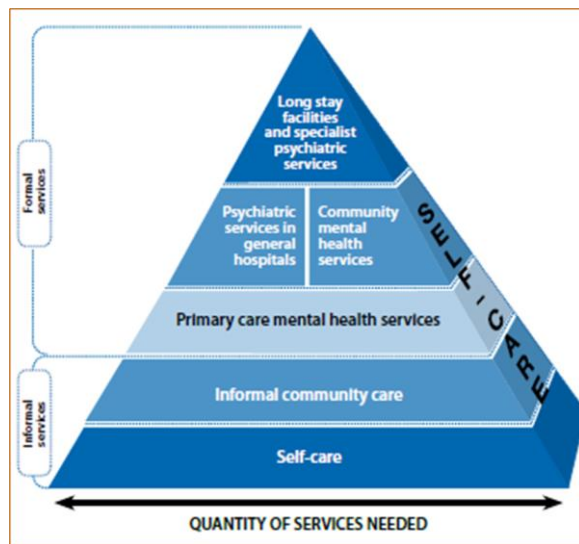 Long stay
facilities
and specialist
psychiatric
services
Formal
services
Psychiatric
services in
general
hospitals
Community
mental
health
services
SELF-CARE
Primary care mental health services
Informal
services
Informal community care
Self-care
QUANTITY OF SERVICES NEEDED